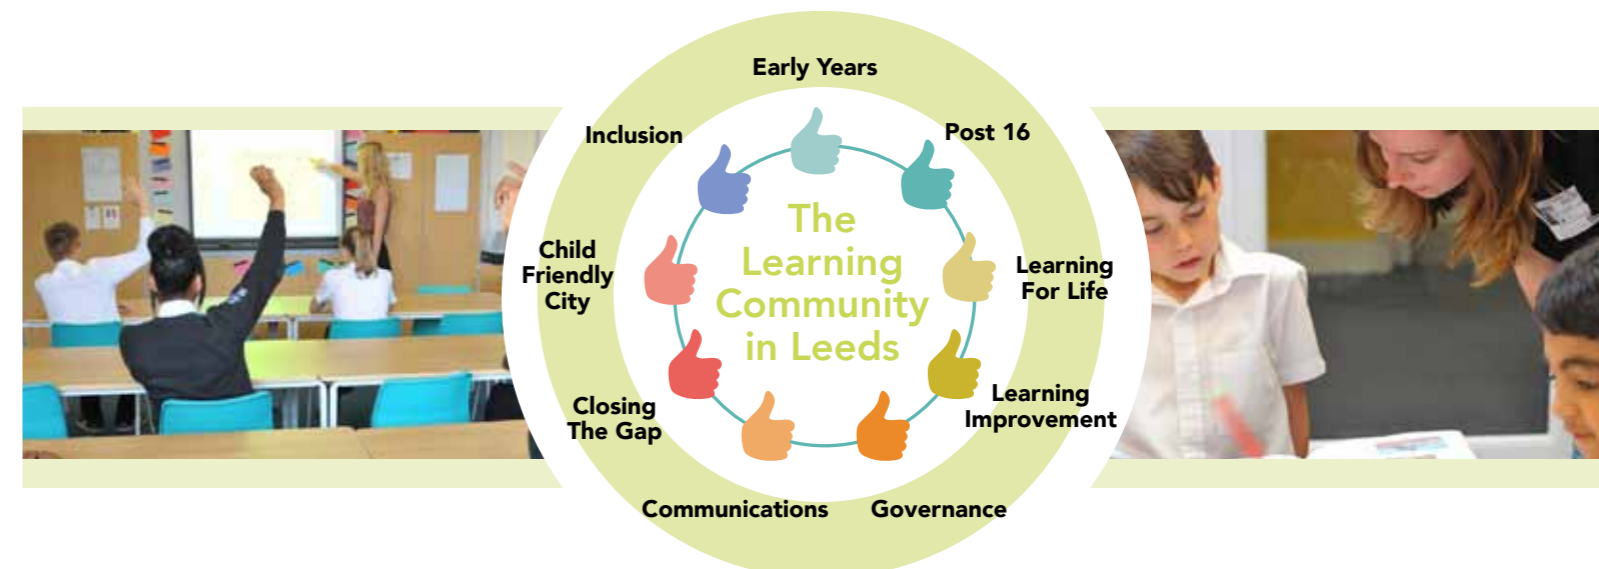 Early Years
Inclusion
Post 16
The
Learning
Community
in Leeds
Child
Friendly
City
Learning
For Life
Closing
The Gap
Learning
Improvement
Communications
Governance